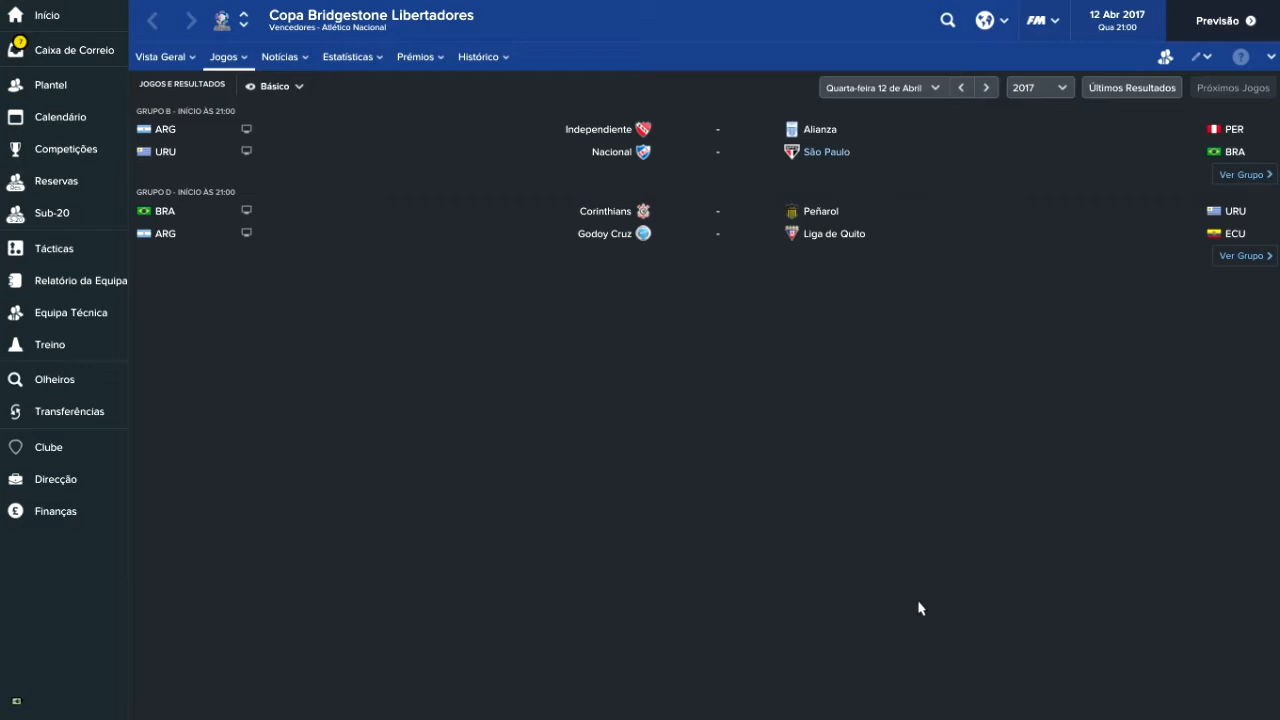 Início
Caixa de Correio
?
Plantel
Calendário
Competições
Reservas
Sub-20
Tácticas
Relatório da Equipa
Equipa Técnica
Treino
Olheiros
Transferências
Clube
Direcção
Finanças
Copa Bridgestone Libertadores
Vencedores - Atlético Nacional
FM
12 Abr 2017
Qua 21:00
Previsão
Vista Geral
Jogos
Notícias
Estatísticas
Prémios
Histórico
?
JOGOS E RESULTADOS
Básico
Quarta-feira 12 de Abril
2017
Últimos Resultados
Próximos Jogos
GRUPO B - INÍCIO ÀS 21:00
ARG Independiente - Alianza PER
URU Nacional - São Paulo BRA
Ver Grupo
GRUPO D - INÍCIO ÀS 21:00
BRA Corinthians - Peñarol URU
ARG Godoy Cruz - Liga de Quito ECU
Ver Grupo